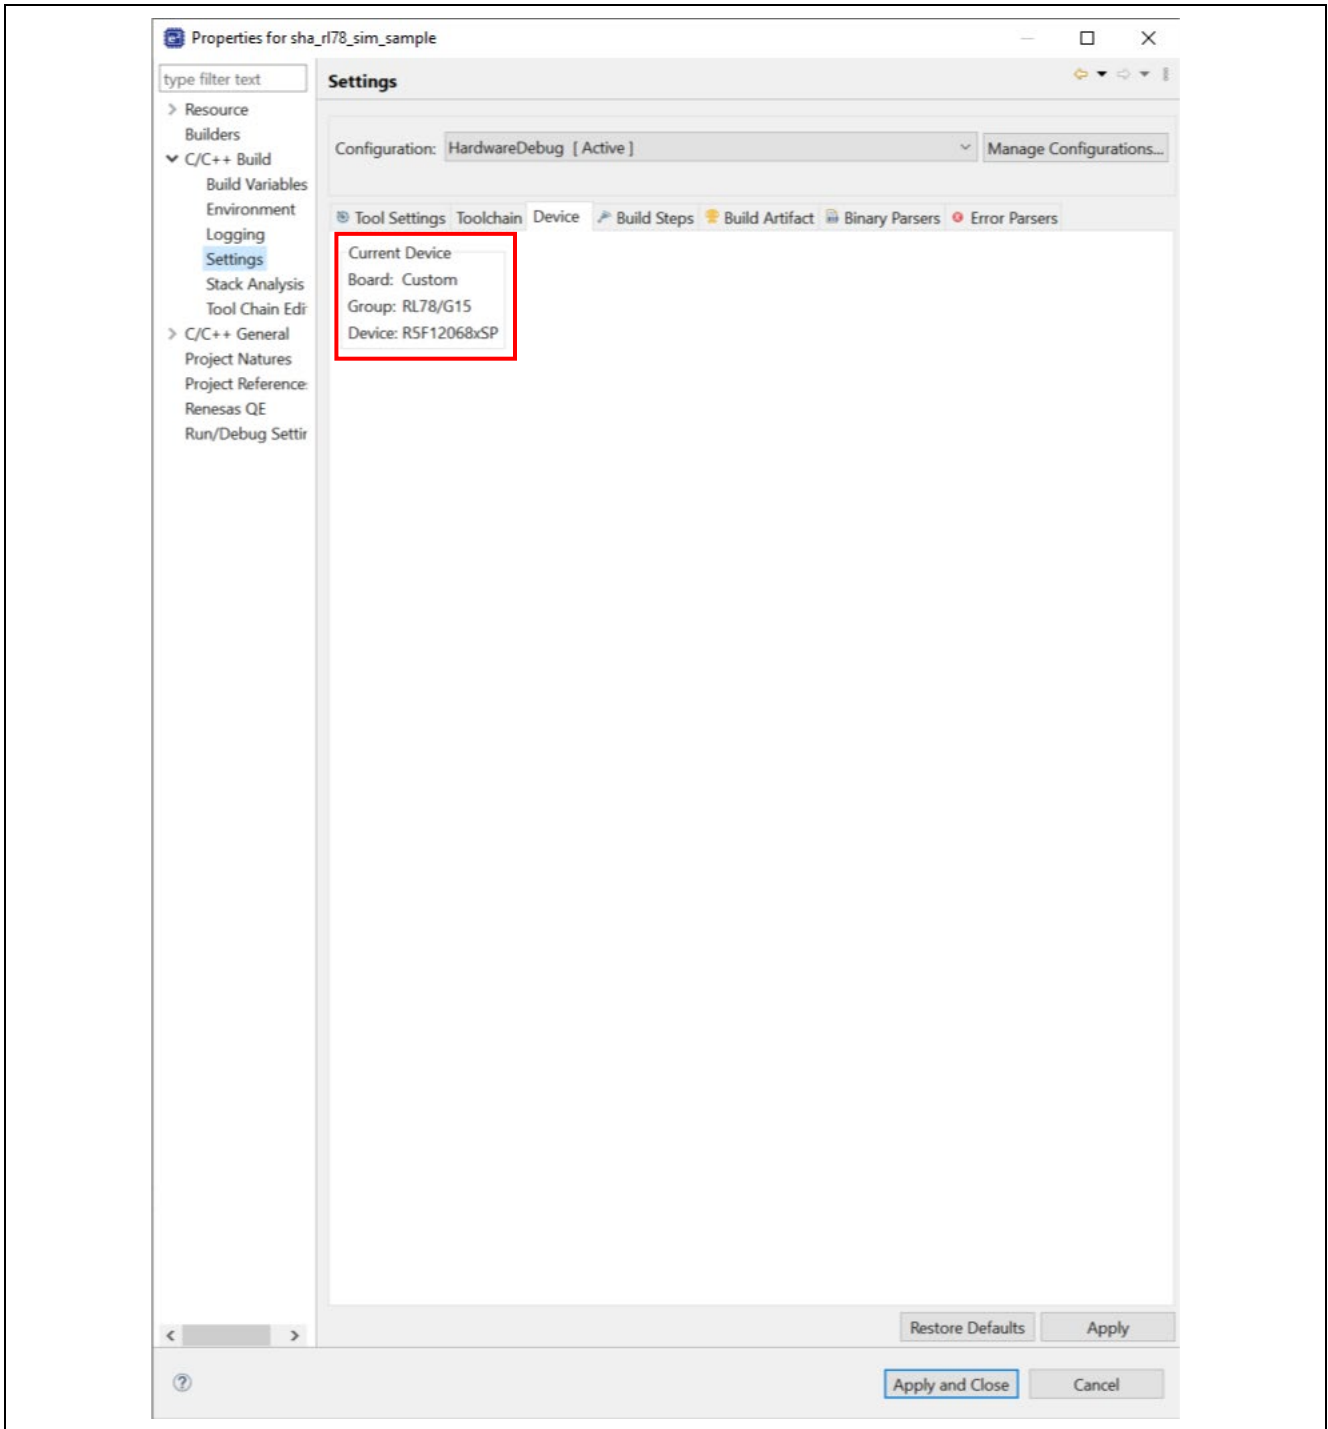 Properties for sha_rl78_sim_sample
type filter text
Resource
Builders
C/C++ Build
Build Variables
Environment
Logging
Settings
Stack Analysis
Tool Chain Edi
C/C++ General
Project Natures
Project Reference
Renesas QE
Run/Debug Settin
Settings
Configuration: HardwareDebug [ Active ]
Manage Configurations...
Tool Settings Toolchain Device Build Steps Build Artifact Binary Parsers Error Parsers
Current Device
Board: Custom
Group: RL78/G15
Device: R5F12068xSP
Restore Defaults Apply
Apply and Close Cancel